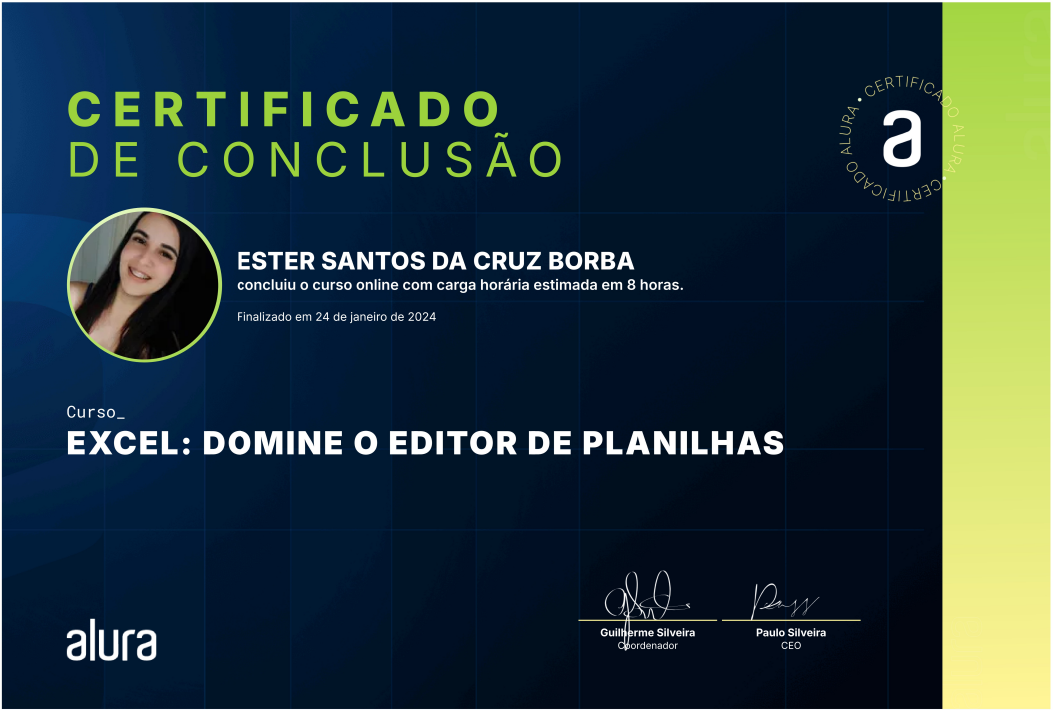 CERTIFICADO
DE CONCLUSÃO
CERTIFICADO ALURA • CERTIFICADO ALURA •
a
ESTER SANTOS DA CRUZ BORBA
concluiu o curso online com carga horária estimada em 8 horas.
Finalizado em 24 de janeiro de 2024
Curso_
EXCEL: DOMINE O EDITOR DE PLANILHAS
alura
Guilherme Silveira
Coordenador
Paulo Silveira
CEO